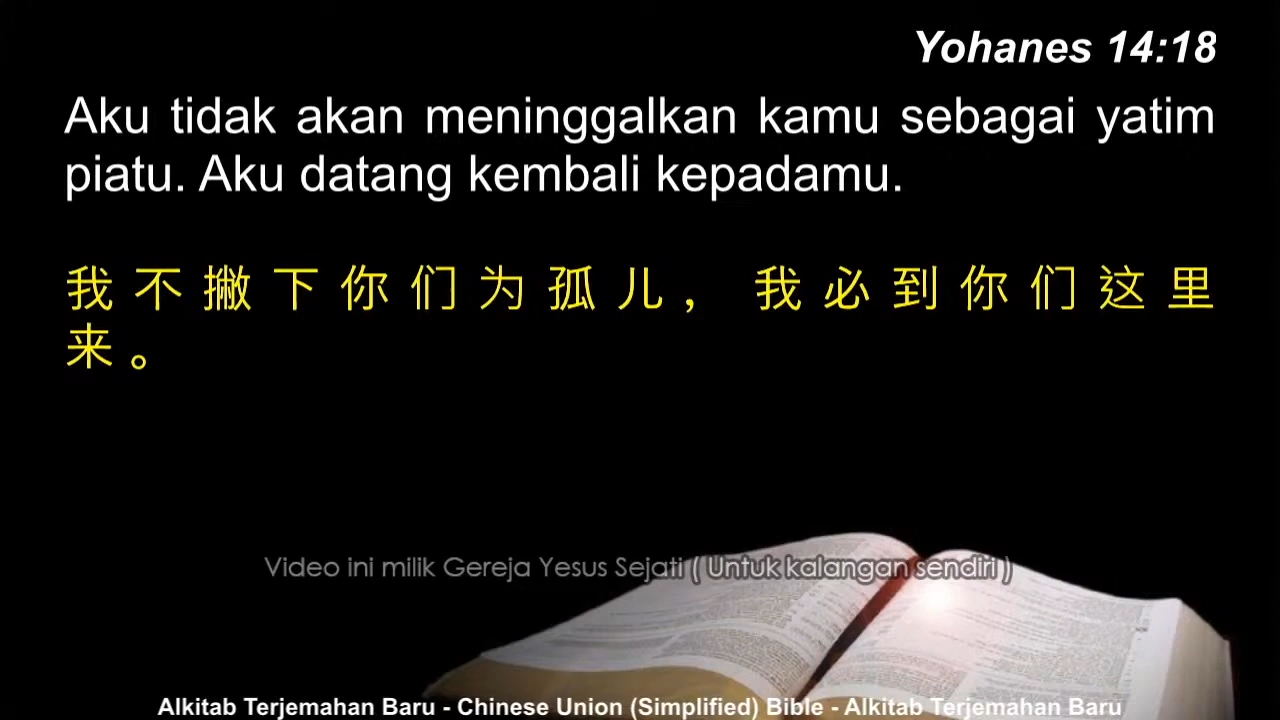 Yohanes 14:18
Aku tidak akan meninggalkan kamu sebagai yatim
piatu. Aku datang kembali kepadamu.
我不撇下你们为孤儿，我必到你们这里
来。
Video ini milik Gereja Yesus Sejati ( Untuk kalangan sendiri )
Alkitab Terjemahan Baru - Chinese Union (Simplified) Bible - Alkitab Terjemahan Baru